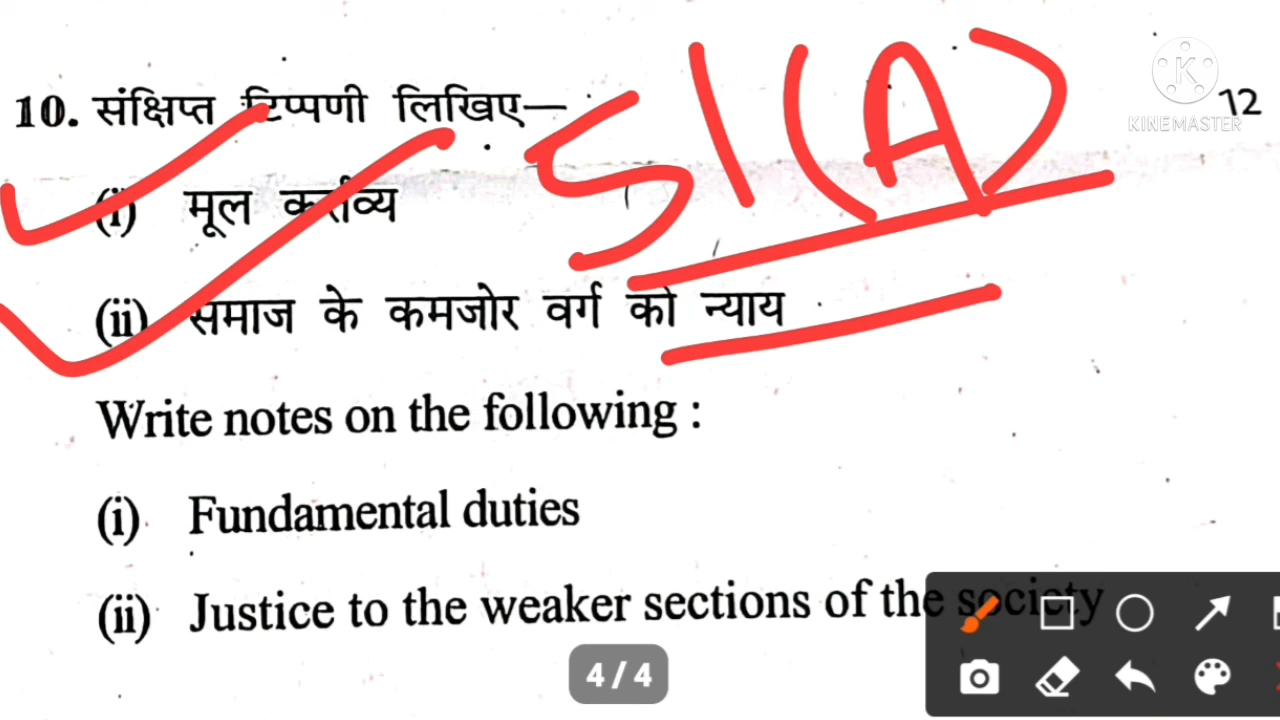 10. संक्षिप्त टिप्पणी लिखिए— 51(A) 12
KINEMASTER
(i) मूल कर्तव्य
(ii) समाज के कमजोर वर्ग को न्याय
Write notes on the following :
(i) Fundamental duties
(ii) Justice to the weaker sections of the society
4 / 4